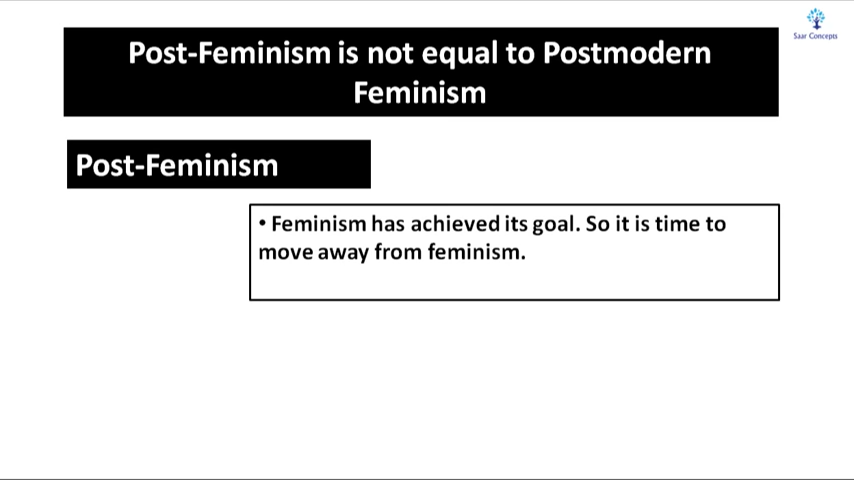 Saar Concepts
Post-Feminism is not equal to Postmodern
Feminism
Post-Feminism
• Feminism has achieved its goal. So it is time to
move away from feminism.